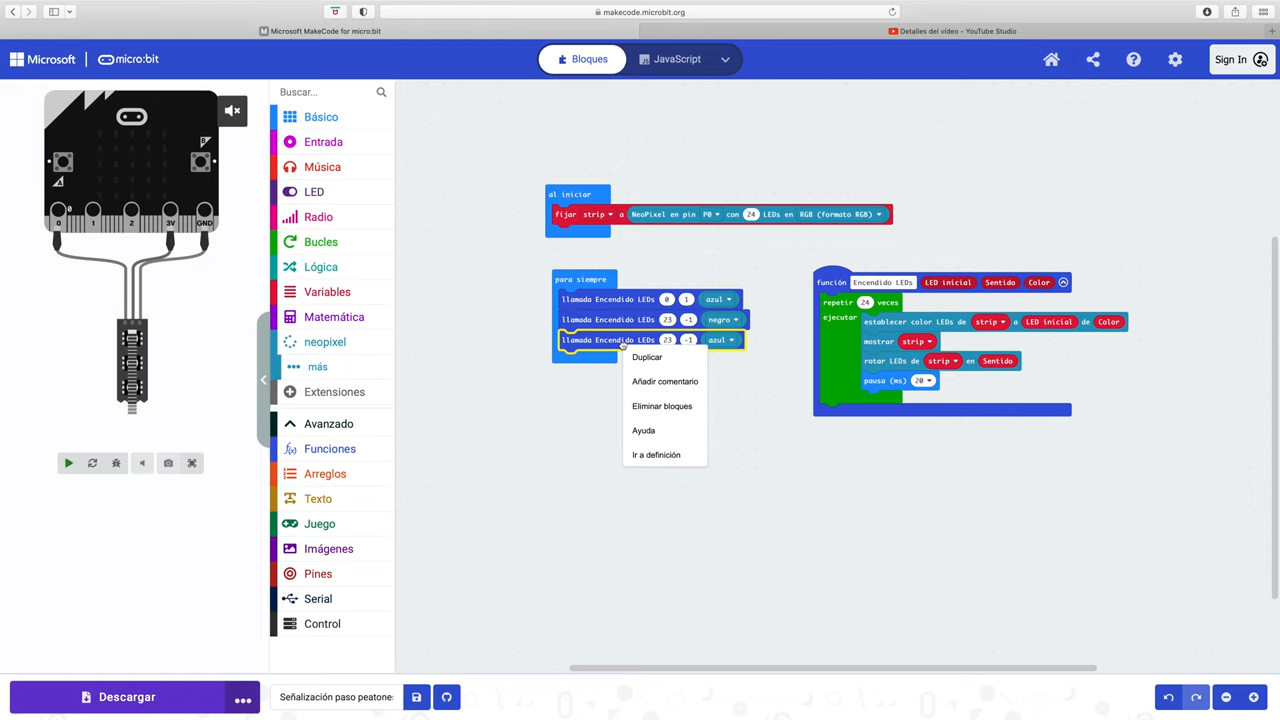 makecode.microbit.org
Microsoft MakeCode for micro:bit
Detalles del vídeo - YouTube Studio
Microsoft
micro:bit
Bloques
JavaScript
Sign In
B
A
0
0 1 2 3V GND
Buscar...
Básico
Entrada
Música
LED
Radio
Bucles
Lógica
Variables
Matemática
neopixel
más
Extensiones
Avanzado
Funciones
Arreglos
Texto
Juego
Imágenes
Pines
Serial
Control
al iniciar
fijar strip a NeoPixel en pin P0 con 24 LEDs en RGB (formato RGB)
para siempre
llamada Encendido LEDs 0 1 azul
llamada Encendido LEDs 23 -1 negro
llamada Encendido LEDs 23 -1 azul
Duplicar
Añadir comentario
Eliminar bloques
Ayuda
Ir a definición
función Encendido LEDs LED inicial Sentido Color
repetir 24 veces
ejecutar
establecer color LEDs de strip a LED inicial de Color
mostrar strip
rotar LEDs de strip en Sentido
pausa (ms) 20
Descargar
Señalización paso peatone